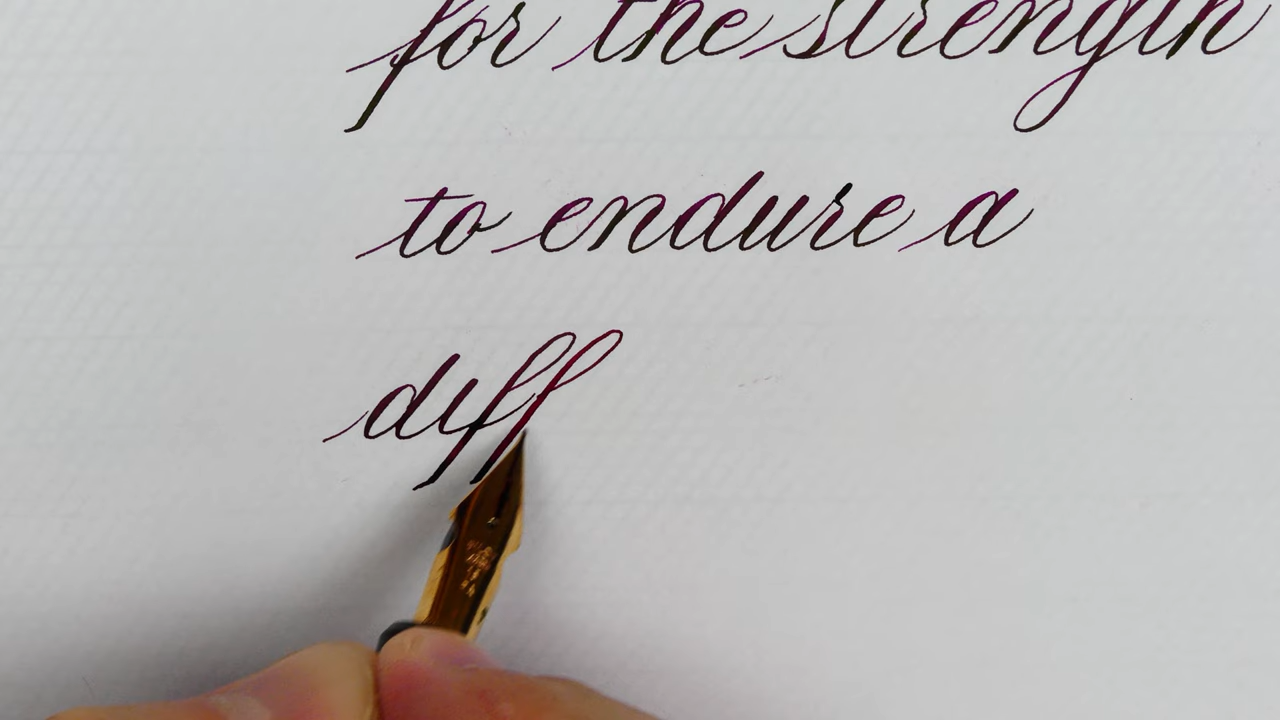 for the strength
to endure a
diff